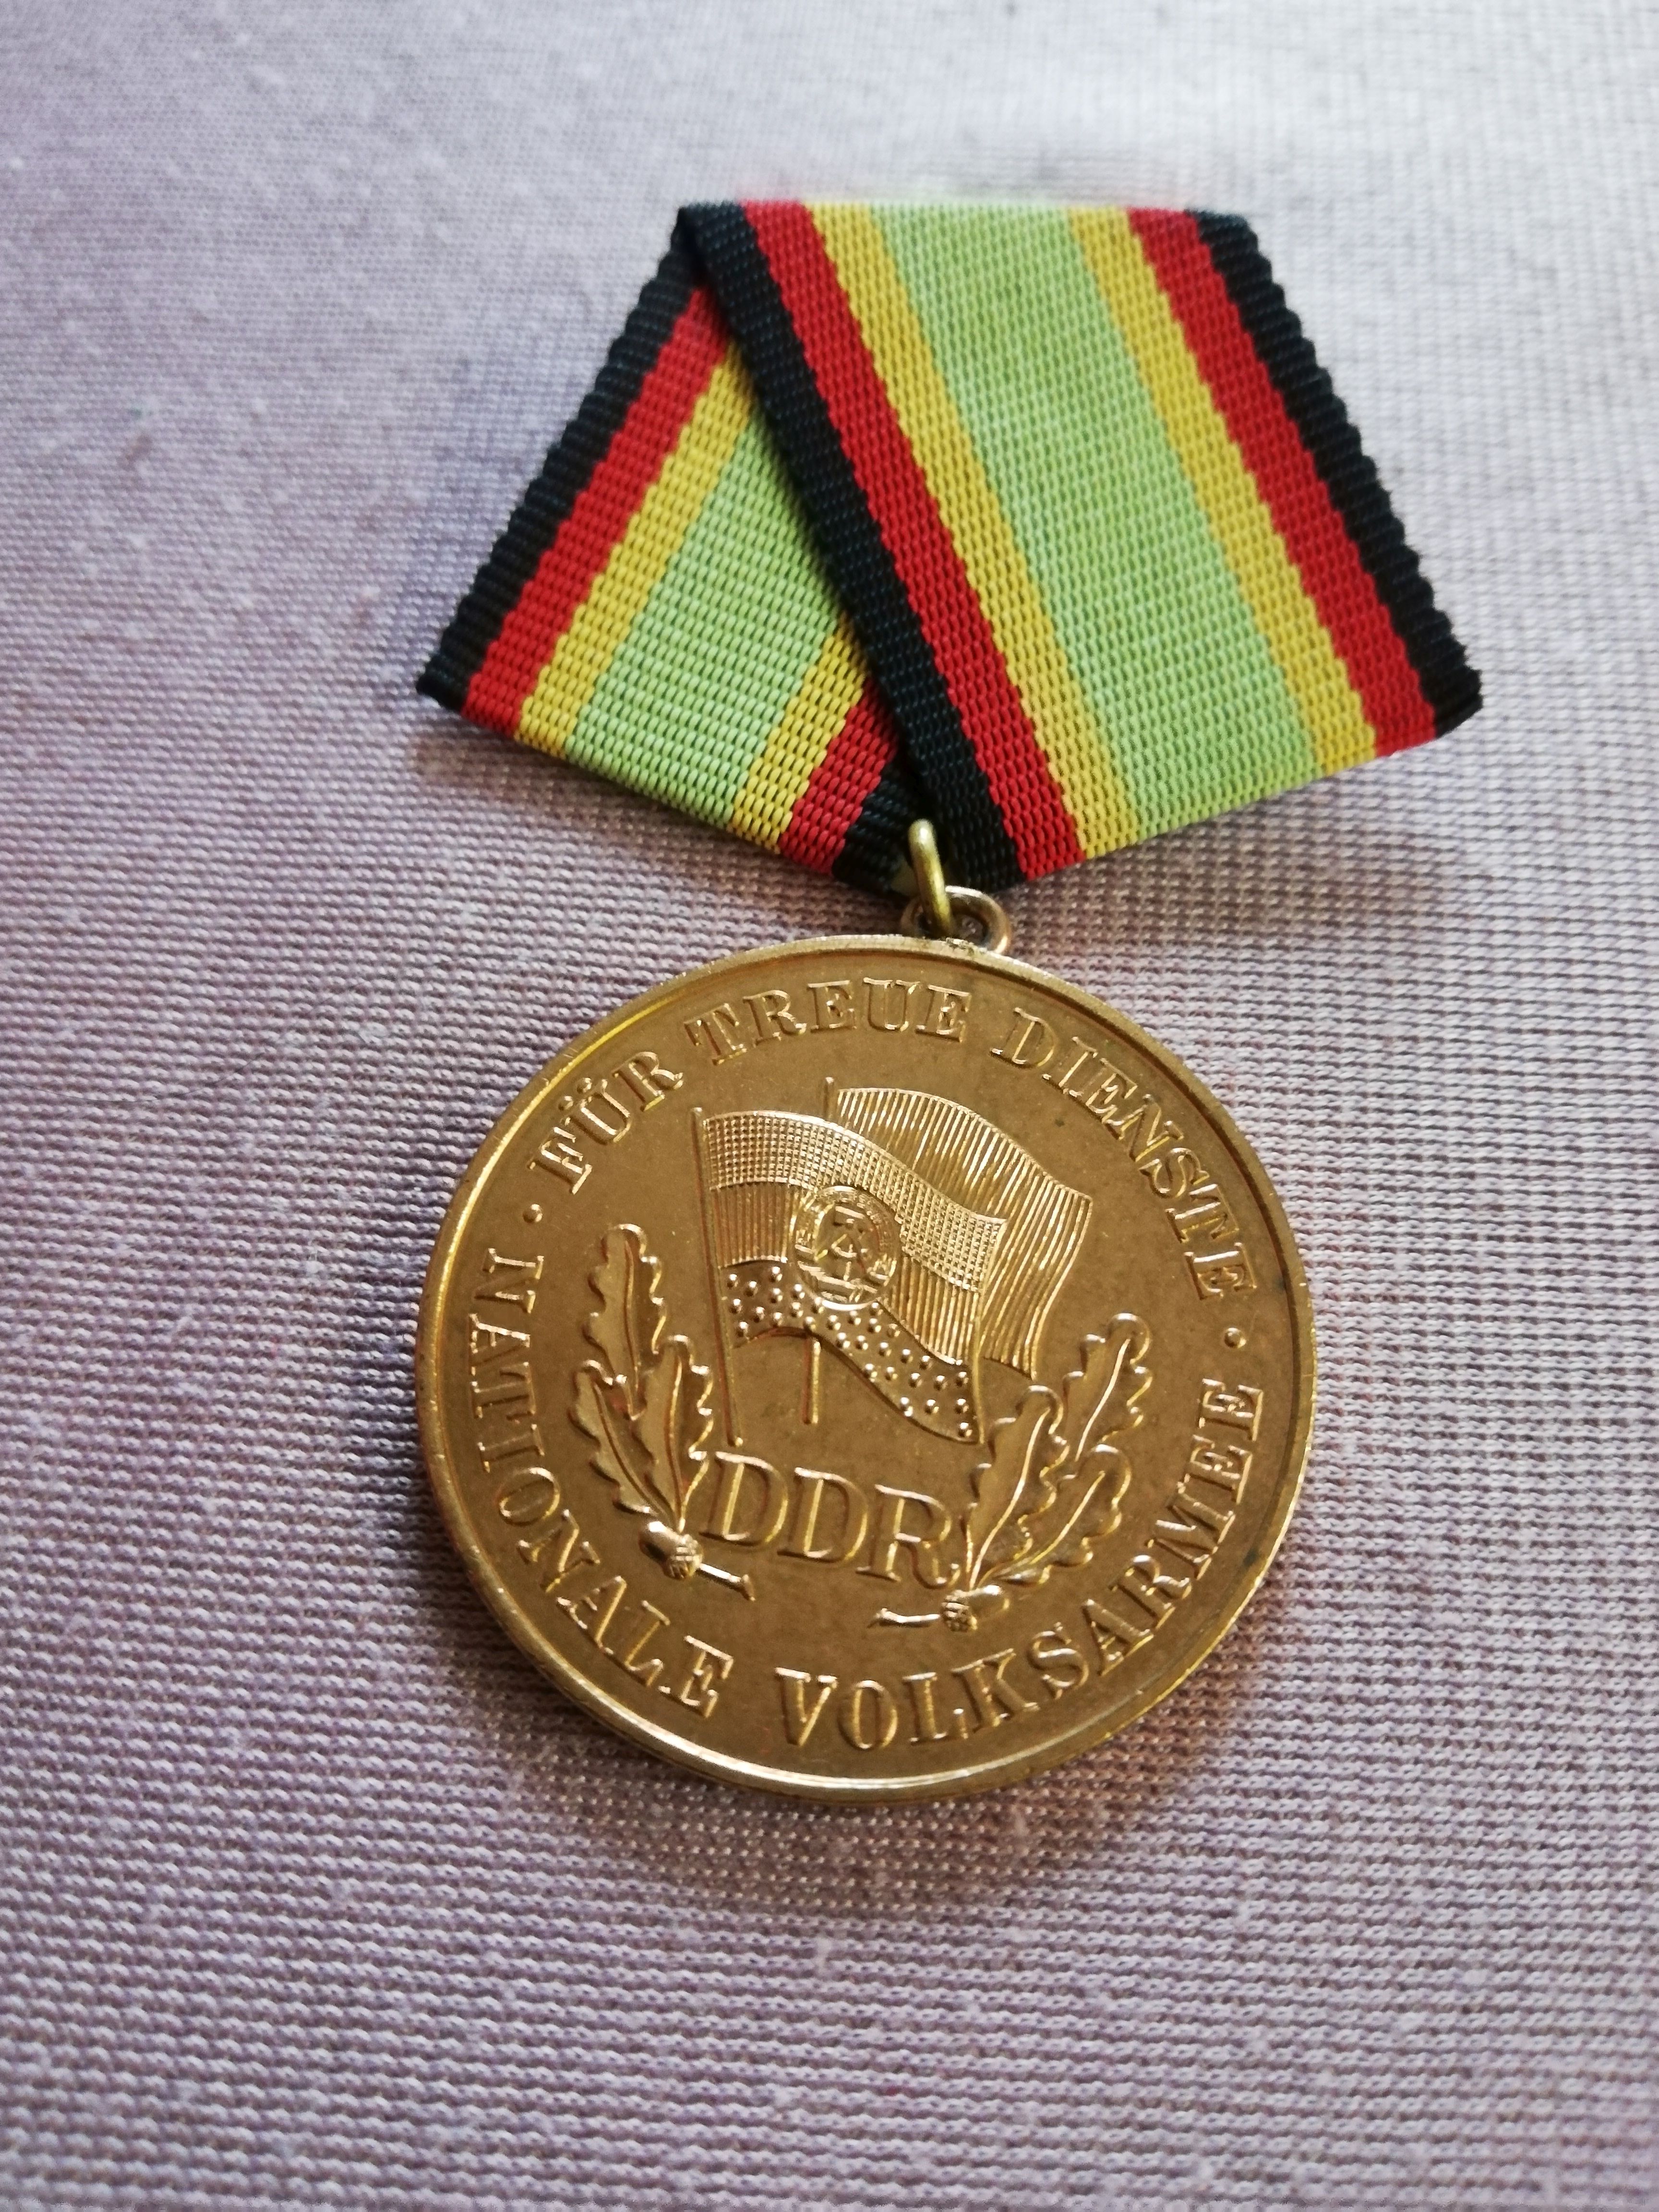 · FÜR TREUE DIENSTE ·
DDR
NATIONALE VOLKSARMEE